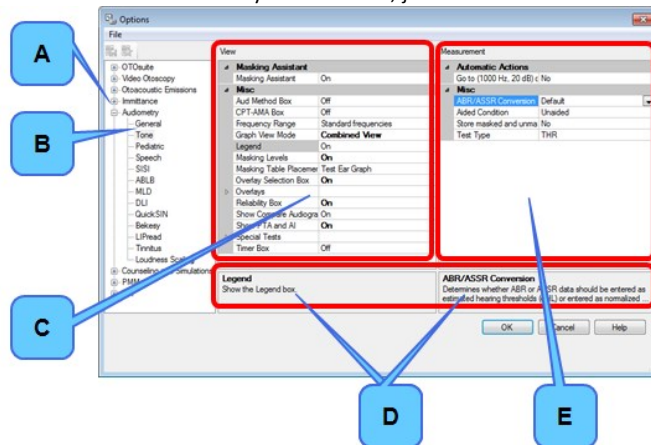 Options
File
View
Measurement
OTOsuite
Video Otoscopy
Otoacoustic Emissions
Immittance
Audiometry
General
Tone
Pediatric
Speech
SISI
ABLB
MLD
DLI
QuickSIN
Bekesy
LIPread
Tinnitus
Loudness
Counseling and Simulations
PMM
Masking Assistant
Masking Assistant On
Misc
Aud Method Box Off
CPT-AMA Box Off
Frequency Range Standard frequencies
Graph View Mode Combined View
Legend On
Masking Levels On
Masking Table Placemer Test Ear Graph
Overlay Selection Box On
Overlays
Reliability Box On
Show Compare Audiogra On
Show PTA and AI On
Special Tests
Timer Box Off
Automatic Actions
Go to (1000 Hz, 20 dB) c No
Misc
ABR/ASSR Conversion Default
Aided Condition Unaided
Store masked and unma No
Test Type THR
Legend
Show the Legend box
ABR/ASSR Conversion
Determines whether ABR or data should be entered as
estimated hearing thresholds or entered as normalized ...
OK Cancel Help
A
B
C
D
E